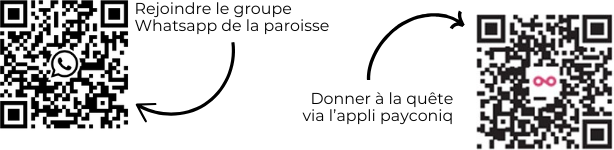 Rejoindre le groupe
Whatsapp de la paroisse
Donner à la quête
via l'appli payconiq